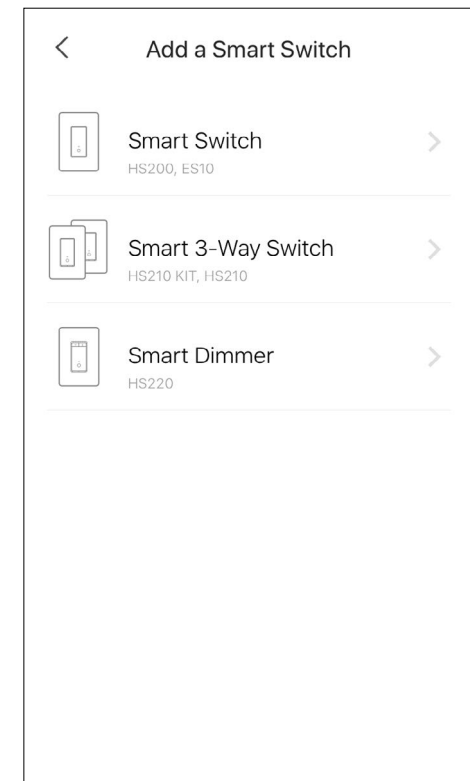 Add a Smart Switch
Smart Switch
HS200, ES10
Smart 3-Way Switch
HS210 KIT, HS210
Smart Dimmer
HS220